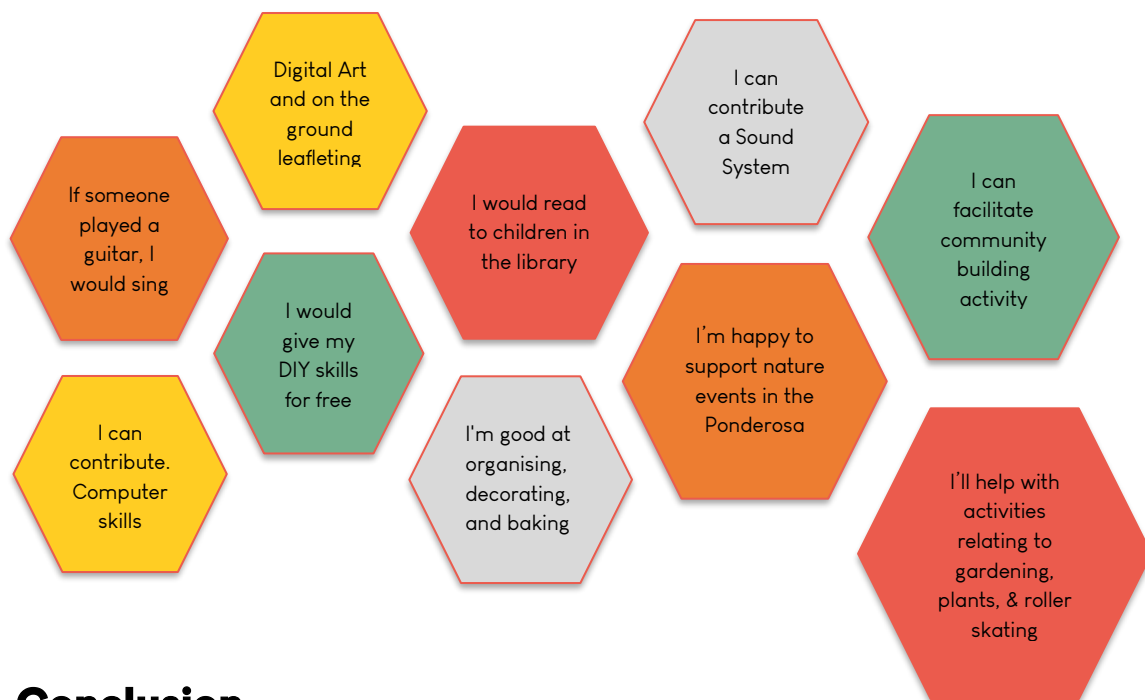 Digital Art
and on the
ground
leafleting
I can
contribute
a Sound
System
If someone
played a
guitar, I
would sing
I would read
to children in
the library
I can
facilitate
community
building
activity
I would
give my
DIY skills
for free
I'm happy to
support nature
events in the
Ponderosa
I can
contribute.
Computer
skills
I'm good at
organising,
decorating,
and baking
I'll help with
activities
relating to
gardening,
plants, & roller
skating
Conclusion